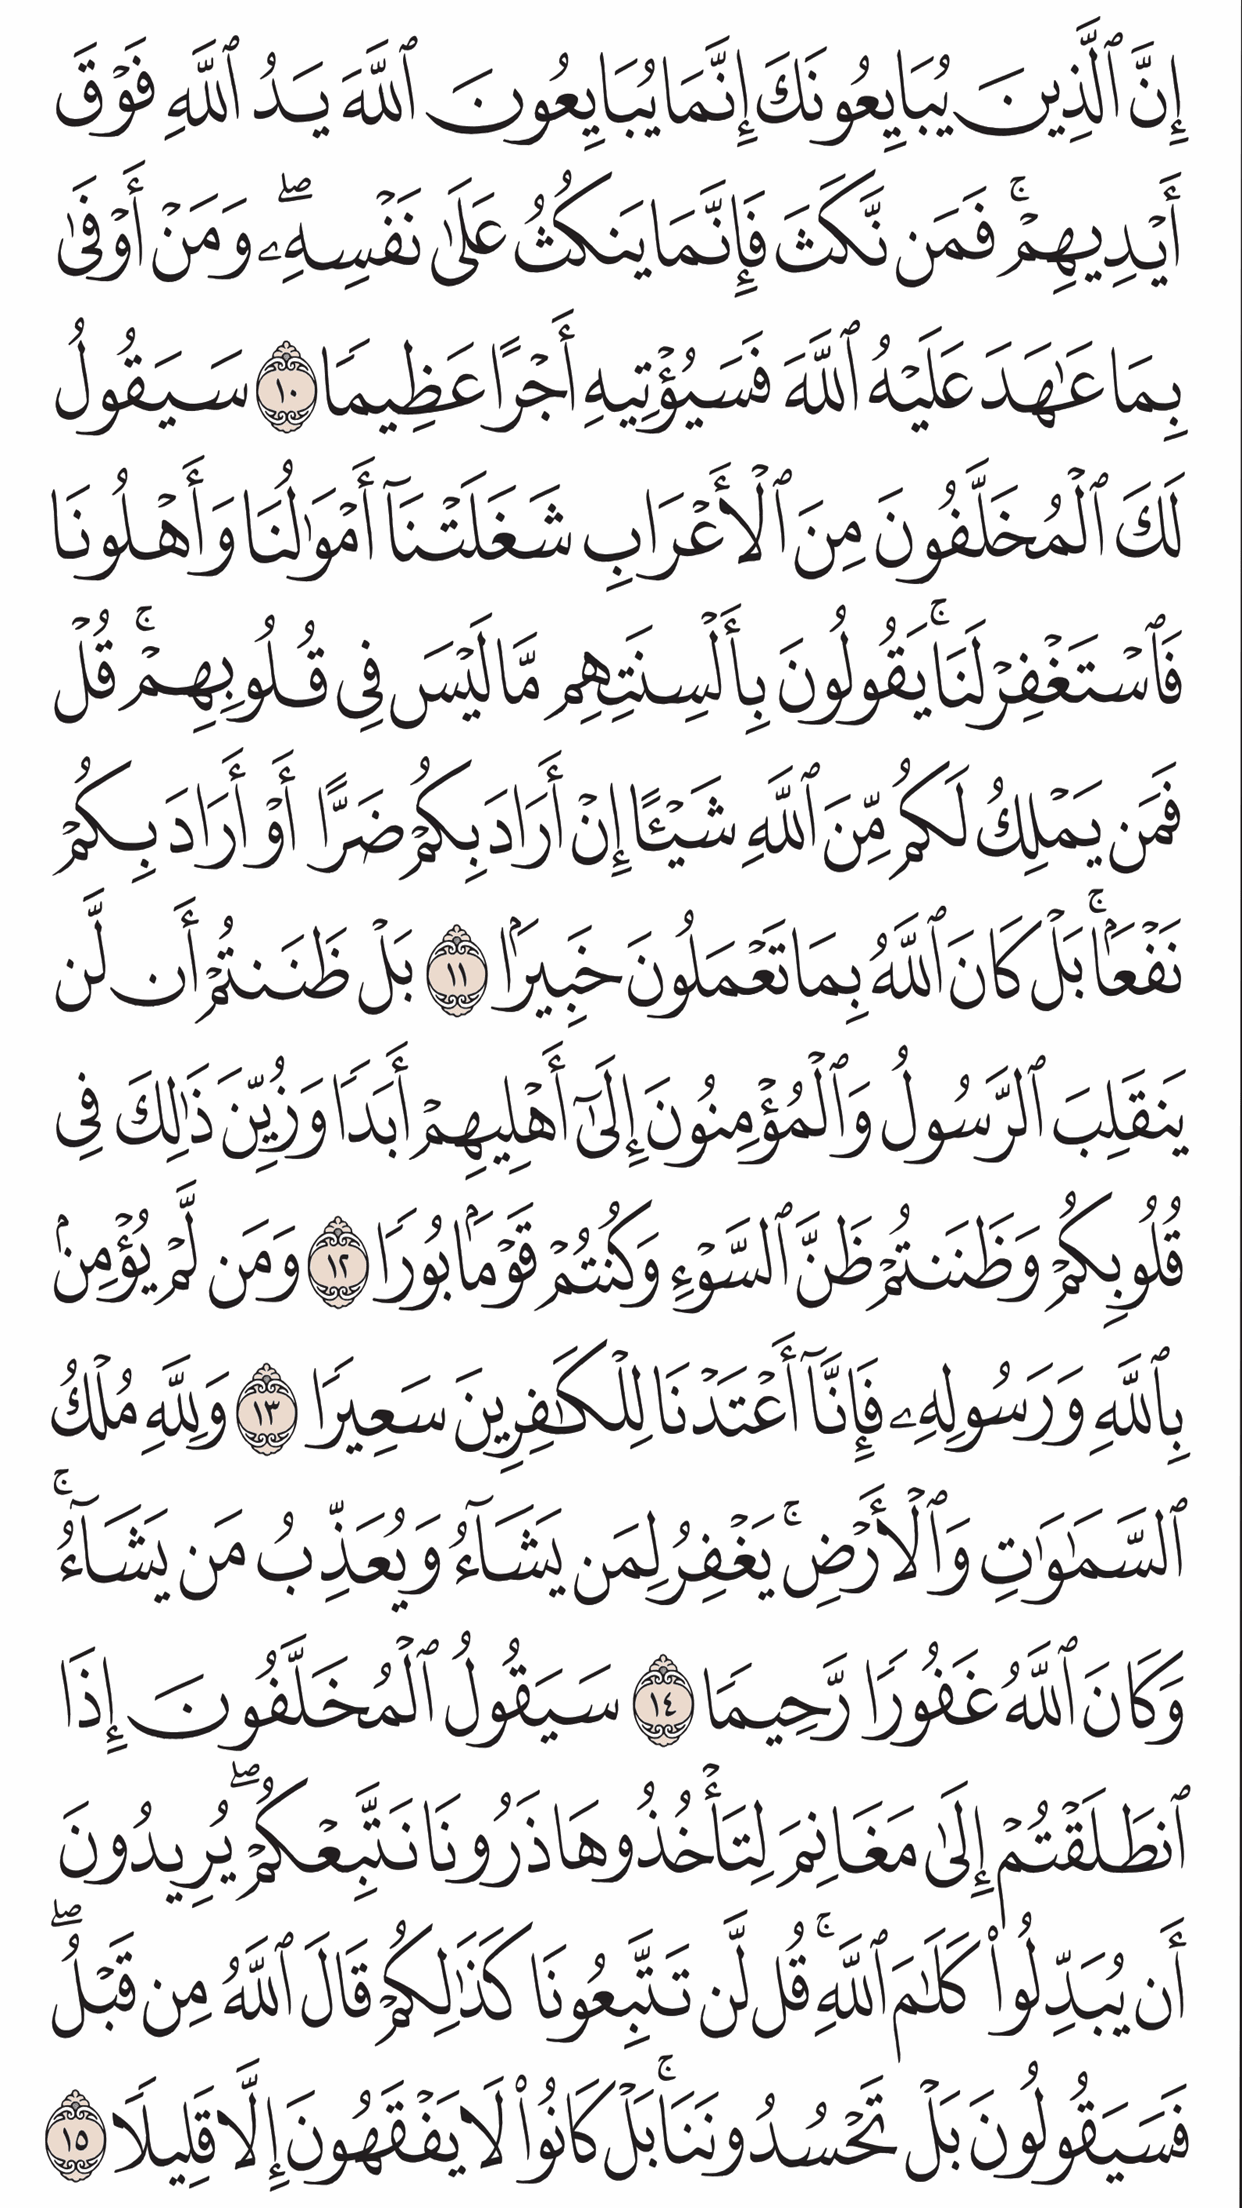 إِنَّ ٱلَّذِينَ يُبَايِعُونَكَ إِنَّمَا يُبَايِعُونَ ٱللَّهَ يَدُ ٱللَّهِ فَوۡقَ
أَيۡدِيهِمۡۚ فَمَن نَّكَثَ فَإِنَّمَا يَنكُثُ عَلَىٰ نَفۡسِهِۦۖ وَمَنۡ أَوۡفَىٰ
بِمَا عَٰهَدَ عَلَيۡهُ ٱللَّهَ فَسَيُؤۡتِيهِ أَجۡرًا عَظِيمٗا ١٠ سَيَقُولُ
لَكَ ٱلۡمُخَلَّفُونَ مِنَ ٱلۡأَعۡرَابِ شَغَلَتۡنَآ أَمۡوَٰلُنَا وَأَهۡلُونَا
فَٱسۡتَغۡفِرۡ لَنَاۚ يَقُولُونَ بِأَلۡسِنَتِهِم مَّا لَيۡسَ فِي قُلُوبِهِمۡۚ قُلۡ
فَمَن يَمۡلِكُ لَكُم مِّنَ ٱللَّهِ شَيۡـًٔا إِنۡ أَرَادَ بِكُمۡ ضَرًّا أَوۡ أَرَادَ بِكُمۡ
نَفۡعَۢاۚ بَلۡ كَانَ ٱللَّهُ بِمَا تَعۡمَلُونَ خَبِيرَۢا ١١ بَلۡ ظَنَنتُمۡ أَن لَّن
يَنقَلِبَ ٱلرَّسُولُ وَٱلۡمُؤۡمِنُونَ إِلَىٰٓ أَهۡلِيهِمۡ أَبَدٗا وَزُيِّنَ ذَٰلِكَ فِي
قُلُوبِكُمۡ وَظَنَنتُمۡ ظَنَّ ٱلسَّوۡءِ وَكُنتُمۡ قَوۡمَۢا بُورٗا ١٢ وَمَن لَّمۡ يُؤۡمِنۢ
بِٱللَّهِ وَرَسُولِهِۦ فَإِنَّآ أَعۡتَدۡنَا لِلۡكَٰفِرِينَ سَعِيرٗا ١٣ وَلِلَّهِ مُلۡكُ
ٱلسَّمَٰوَٰتِ وَٱلۡأَرۡضِۚ يَغۡفِرُ لِمَن يَشَآءُ وَيُعَذِّبُ مَن يَشَآءُۚ
وَكَانَ ٱللَّهُ غَفُورٗا رَّحِيمٗا ١٤ سَيَقُولُ ٱلۡمُخَلَّفُونَ إِذَا
ٱنطَلَقۡتُمۡ إِلَىٰ مَغَانِمَ لِتَأۡخُذُوهَا ذَرُونَا نَتَّبِعۡكُمۡۖ يُرِيدُونَ
أَن يُبَدِّلُواْ كَلَٰمَ ٱللَّهِۚ قُل لَّن تَتَّبِعُونَا كَذَٰلِكُمۡ قَالَ ٱللَّهُ مِن قَبۡلُۖ
فَسَيَقُولُونَ بَلۡ تَحۡسُدُونَنَاۚ بَلۡ كَانُواْ لَا يَفۡقَهُونَ إِلَّا قَلِيلٗا ١٥